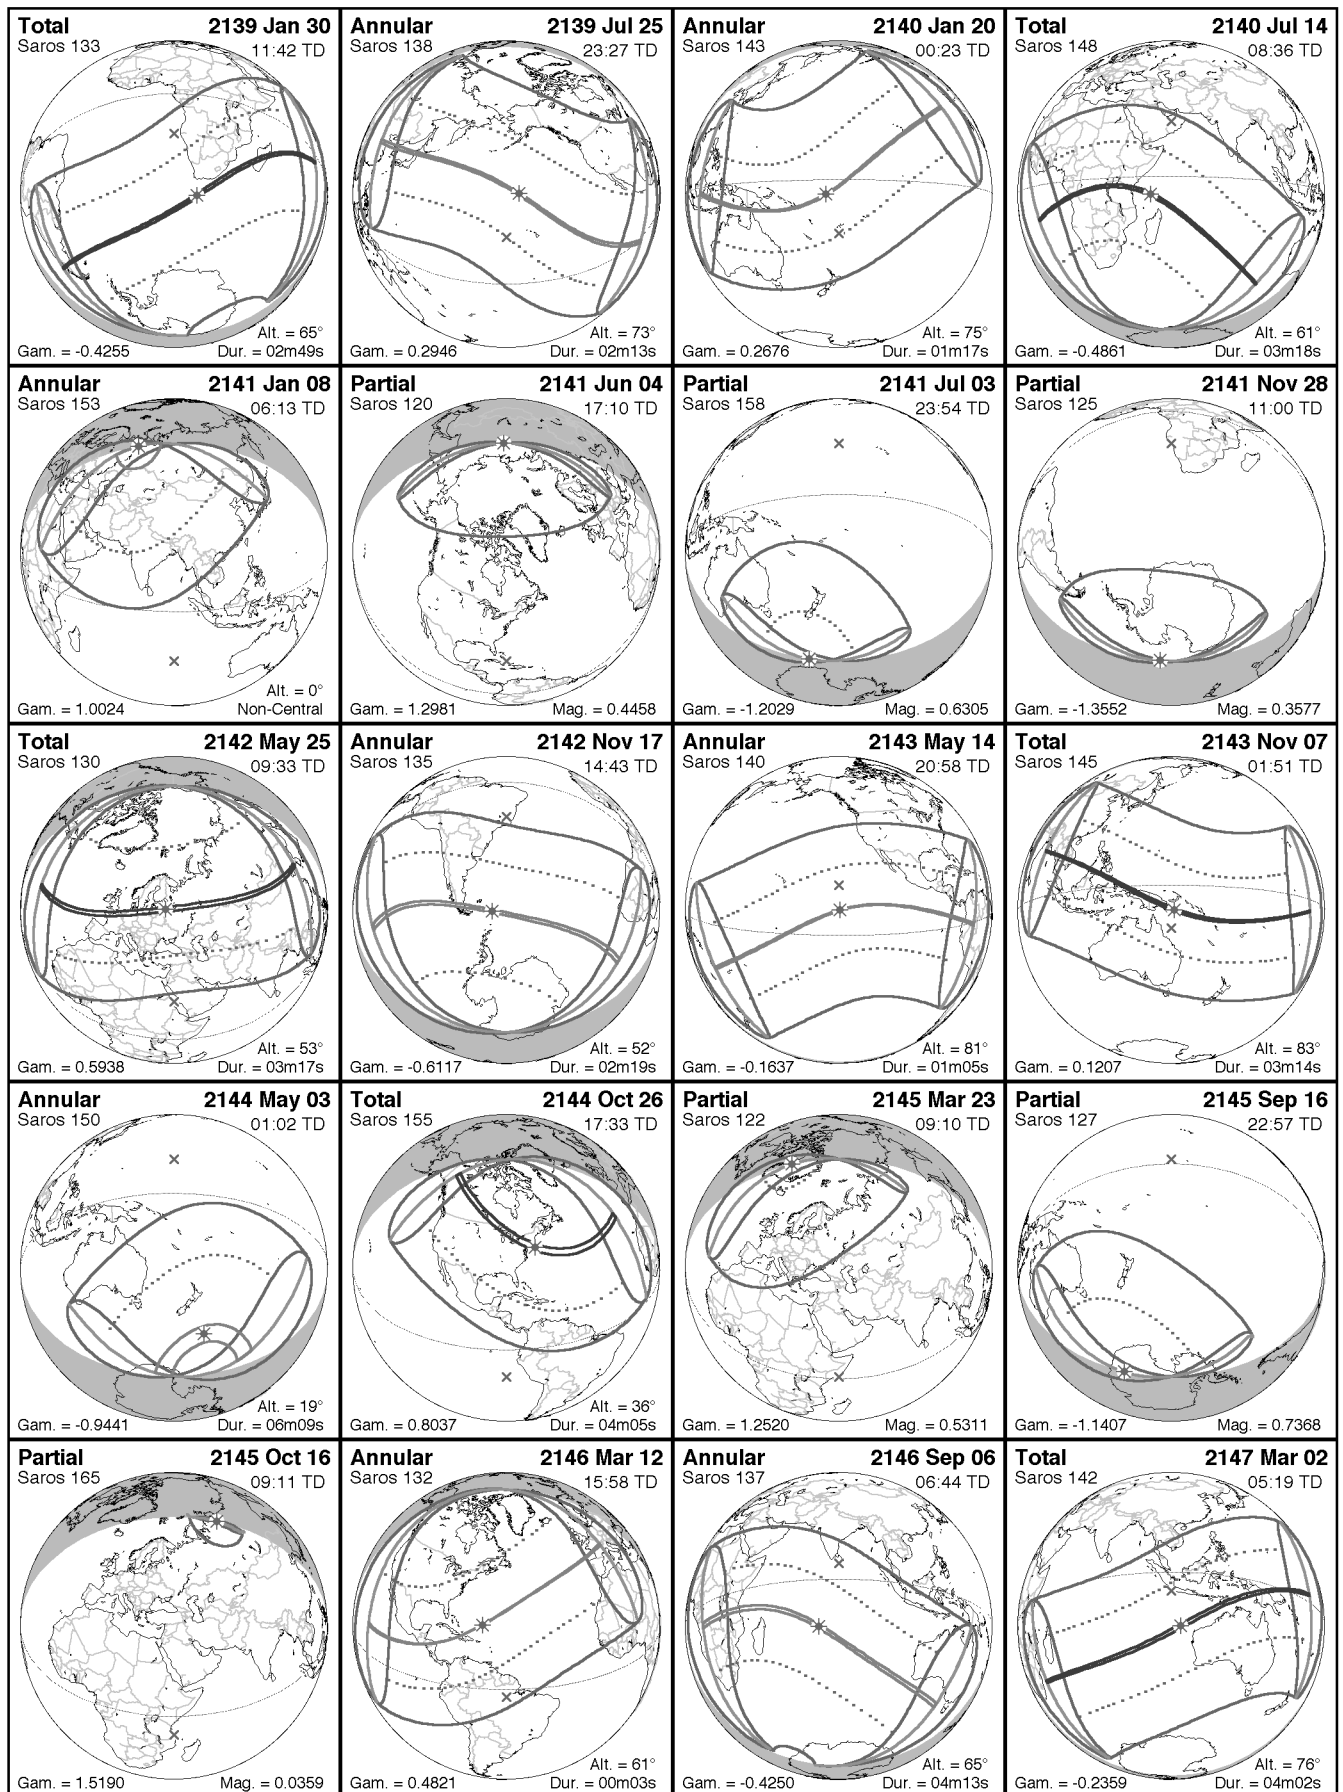 Total 2139 Jan 30
Saros 133 11:42 TD
Alt. = 65°
Gam. = -0.4255 Dur. = 02m49s
Annular 2139 Jul 25
Saros 138 23:27 TD
Alt. = 73°
Gam. = 0.2946 Dur. = 02m13s
Annular 2140 Jan 20
Saros 143 00:23 TD
Alt. = 75°
Gam. = 0.2676 Dur. = 01m17s
Total 2140 Jul 14
Saros 148 08:36 TD
Alt. = 61°
Gam. = -0.4861 Dur. = 03m18s
Annular 2141 Jan 08
Saros 153 06:13 TD
Alt. = 0°
Gam. = 1.0024 Non-Central
Partial 2141 Jun 04
Saros 120 17:10 TD
Gam. = 1.2981 Mag. = 0.4458
Partial 2141 Jul 03
Saros 158 23:54 TD
Gam. = -1.2029 Mag. = 0.6305
Partial 2141 Nov 28
Saros 125 11:00 TD
Gam. = -1.3552 Mag. = 0.3577
Total 2142 May 25
Saros 130 09:33 TD
Alt. = 53°
Gam. = 0.5938 Dur. = 03m17s
Annular 2142 Nov 17
Saros 135 14:43 TD
Alt. = 52°
Gam. = -0.6117 Dur. = 02m19s
Annular 2143 May 14
Saros 140 20:58 TD
Alt. = 81°
Gam. = -0.1637 Dur. = 01m05s
Total 2143 Nov 07
Saros 145 01:51 TD
Alt. = 83°
Gam. = 0.1207 Dur. = 03m14s
Annular 2144 May 03
Saros 150 01:02 TD
Alt. = 19°
Gam. = -0.9441 Dur. = 06m09s
Total 2144 Oct 26
Saros 155 17:33 TD
Alt. = 36°
Gam. = 0.8037 Dur. = 04m05s
Partial 2145 Mar 23
Saros 122 09:10 TD
Gam. = 1.2520 Mag. = 0.5311
Partial 2145 Sep 16
Saros 127 22:57 TD
Gam. = -1.1407 Mag. = 0.7368
Partial 2145 Oct 16
Saros 165 09:11 TD
Gam. = 1.5190 Mag. = 0.0359
Annular 2146 Mar 12
Saros 132 15:58 TD
Alt. = 61°
Gam. = 0.4821 Dur. = 00m03s
Annular 2146 Sep 06
Saros 137 06:44 TD
Alt. = 65°
Gam. = -0.4250 Dur. = 04m13s
Total 2147 Mar 02
Saros 142 05:19 TD
Alt. = 76°
Gam. = -0.2359 Dur. = 04m02s